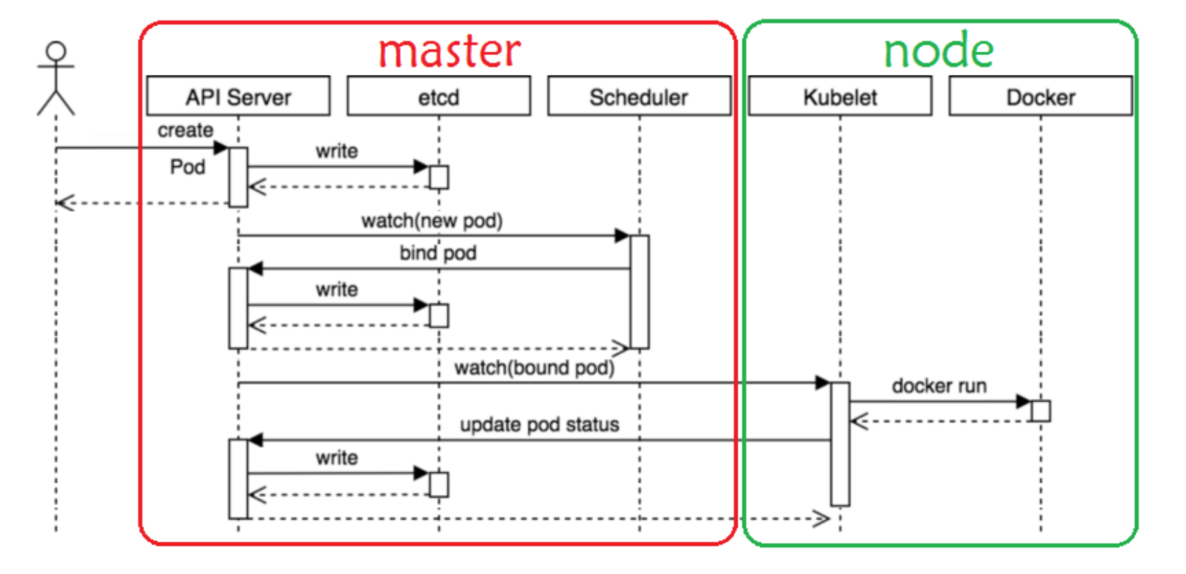 master
node
API Server
etcd
Scheduler
Kubelet
Docker
create
Pod
write
watch(new pod)
bind pod
write
watch(bound pod)
docker run
update pod status
write